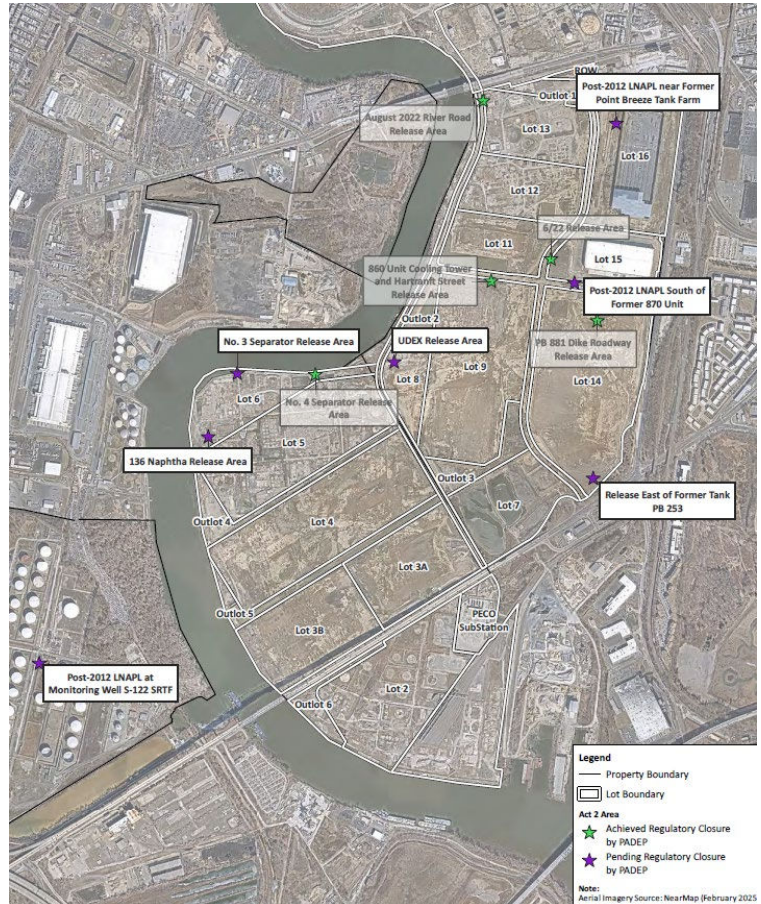 ROW
Outlot 1
Post-2012 LNAPL near Former
Point Breeze Tank Farm
August 2022 River Road
Release Area
Lot 13
Lot 16
Lot 12
6/22 Release Area
Lot 11
Lot 15
860 Unit Cooling Tower
and Hartranft Street
Release Area
Post-2012 LNAPL South of
Former 870 Unit
Outlot 2
No. 3 Separator Release Area
UDEX Release Area
PB 881 Dike Roadway
Release Area
Lot 9
Lot 8
Lot 14
Lot 6
No. 4 Separator Release
Area
Lot 5
136 Naphtha Release Area
Outlot 3
Release East of Former Tank
PB 253
Lot 7
Outlot 4
Lot 4
Lot 3A
Outlot 5
PECO
SubStation
Lot 3B
Post-2012 LNAPL at
Monitoring Well S-122 SRTF
Lot 2
Outlot 6
Legend
Property Boundary
Lot Boundary
Act 2 Area
Achieved Regulatory Closure
by PADEP
Pending Regulatory Closure
by PADEP
Note:
Aerial Imagery Source: NearMap (February 2025